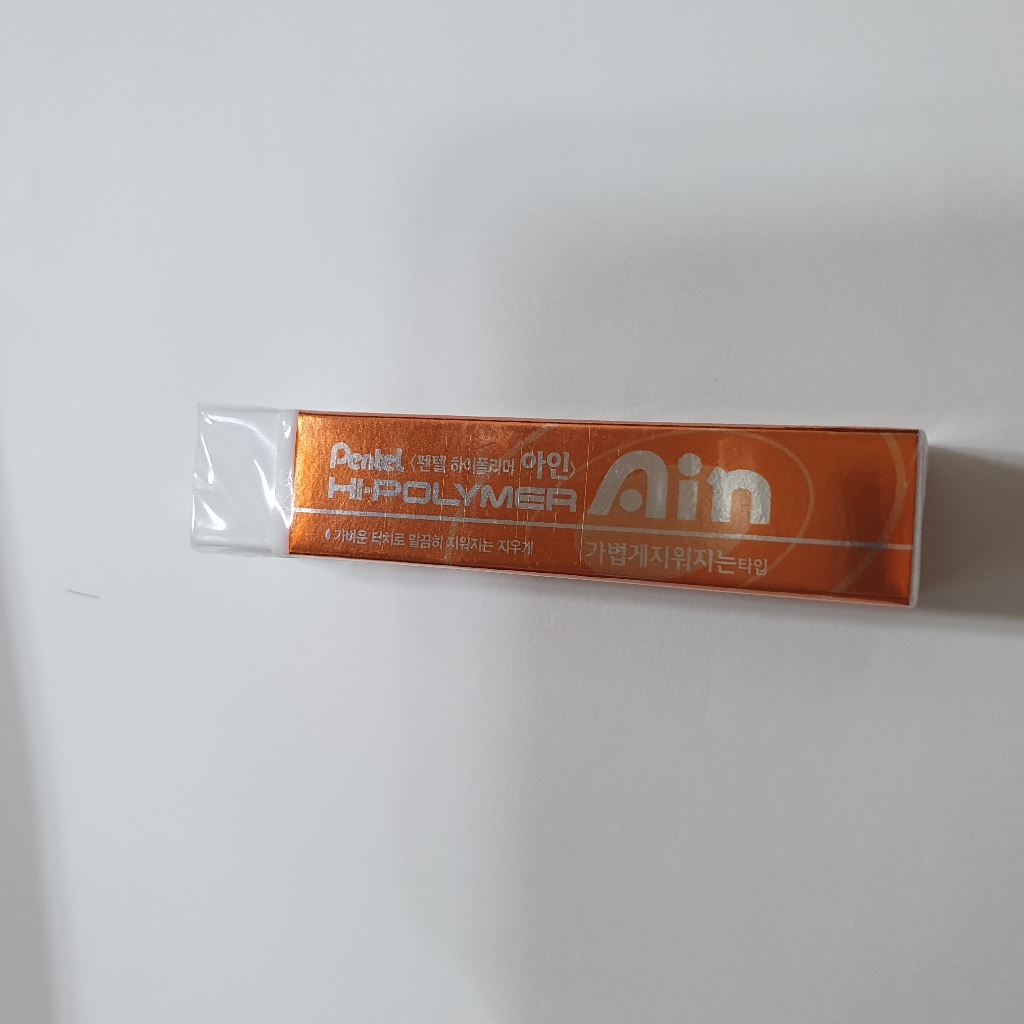 Pentel <펜텔 하이폴리머 아인>
HI-POLYMER Ain
가벼운 터치로 말끔히 지워지는 지우개
가볍게지워지는타입